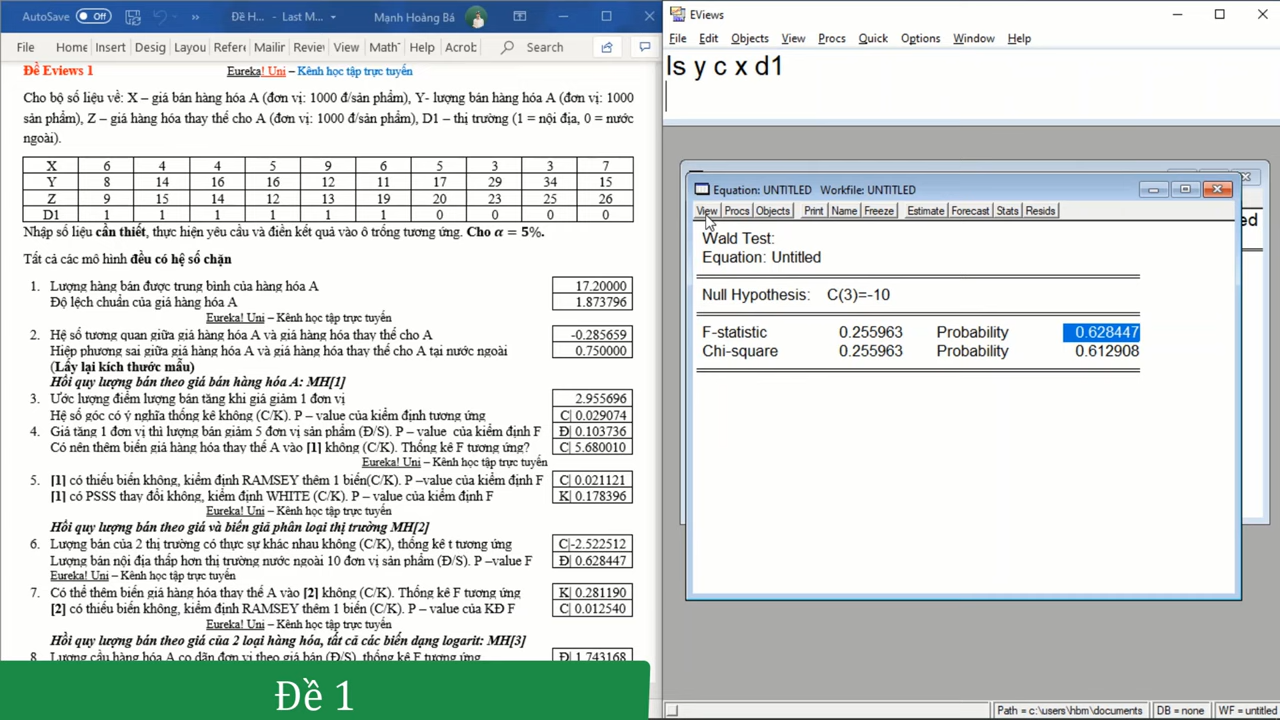 AutoSave Off Đề H... - Last M... Mạnh Hoàng Bá
File Home Insert Desig Layou Refere Mailir Reviev View Math Help Acrob Search
Đề Eviews 1 Eureka! Uni – Kênh học tập trực tuyến
Cho bộ số liệu về: X – giá bán hàng hóa A (đơn vị: 1000 đ/sản phẩm), Y- lượng bán hàng hóa A (đơn vị: 1000
sản phẩm), Z – giá hàng hóa thay thế cho A (đơn vị: 1000 đ/sản phẩm), D1 – thị trường (1 = nội địa, 0 = nước
ngoài).
X 6 4 4 5 9 6 5 3 3 7
Y 8 14 16 16 12 11 17 29 34 15
Z 9 15 14 12 13 19 20 23 25 26
D1 1 1 1 1 1 1 0 0 0 0
Nhập số liệu cần thiết, thực hiện yêu cầu và điền kết quả vào ô trống tương ứng. Cho α = 5%.
Tất cả các mô hình đều có hệ số chặn
1. Lượng hàng bán được trung bình của hàng hóa A 17.20000
Độ lệch chuẩn của giá hàng hóa A 1.873796
Eureka! Uni – Kênh học tập trực tuyến
2. Hệ số tương quan giữa giá hàng hóa A và giá hàng hóa thay thế cho A -0.285659
Hiệp phương sai giữa giá hàng hóa A và giá hàng hóa thay thế cho A tại nước ngoài 0.750000
(Lấy lại kích thước mẫu)
Hồi quy lượng bán theo giá bán hàng hóa A: MH[1]
3. Ước lượng điểm lượng bán tăng khi giá giảm 1 đơn vị 2.955696
Hệ số góc có ý nghĩa thống kê không (C/K). P – value của kiểm định tương ứng C| 0.029074
4. Giá tăng 1 đơn vị thì lượng bán giảm 5 đơn vị sản phẩm (Đ/S). P – value của kiểm định F Đ| 0.103736
Có nên thêm biến giá hàng hóa thay thế A vào [1] không (C/K). Thống kê F tương ứng? C| 5.680010
Eureka! Uni – Kênh học tập trực tuyến
5. [1] có thiếu biến không, kiểm định RAMSEY thêm 1 biến(C/K). P –value của kiểm định F C| 0.021121
[1] có PSSS thay đổi không, kiểm định WHITE (C/K). P – value của kiểm định F K| 0.178396
Eureka! Uni – Kênh học tập trực tuyến
Hồi quy lượng bán theo giá và biến giả phân loại thị trường MH[2]
6. Lượng bán của 2 thị trường có thực sự khác nhau không (C/K), thống kê t tương ứng C|-2.522512
Lượng bán nội địa thấp hơn thị trường nước ngoài 10 đơn vị sản phẩm (Đ/S). P –value F Đ| 0.628447
Eureka! Uni – Kênh học tập trực tuyến
7. Có thể thêm biến giá hàng hóa thay thế A vào [2] không (C/K). Thống kê F tương ứng K| 0.281190
[2] có thiếu biến không, kiểm định RAMSEY thêm 1 biến (C/K). P – value của KĐ F C| 0.012540
Eureka! Uni – Kênh học tập trực tuyến
Hồi quy lượng bán theo giá của 2 loại hàng hóa, tất cả các biến dạng logarit: MH[3]
8. Lượng cầu hàng hóa A co dãn đơn vị theo giá bán (Đ/S), thống kê F tương ứng Đ| 1.743168
Đề 1
EViews
File Edit Objects View Procs Quick Options Window Help
ls y c x d1
Equation: UNTITLED Workfile: UNTITLED
View Procs Objects Print Name Freeze Estimate Forecast Stats Resids
Wald Test:
Equation: Untitled
Null Hypothesis: C(3)=-10
F-statistic 0.255963 Probability 0.628447
Chi-square 0.255963 Probability 0.612908
ed
Path = c:\users\hbm\documents DB = none WF = untitled